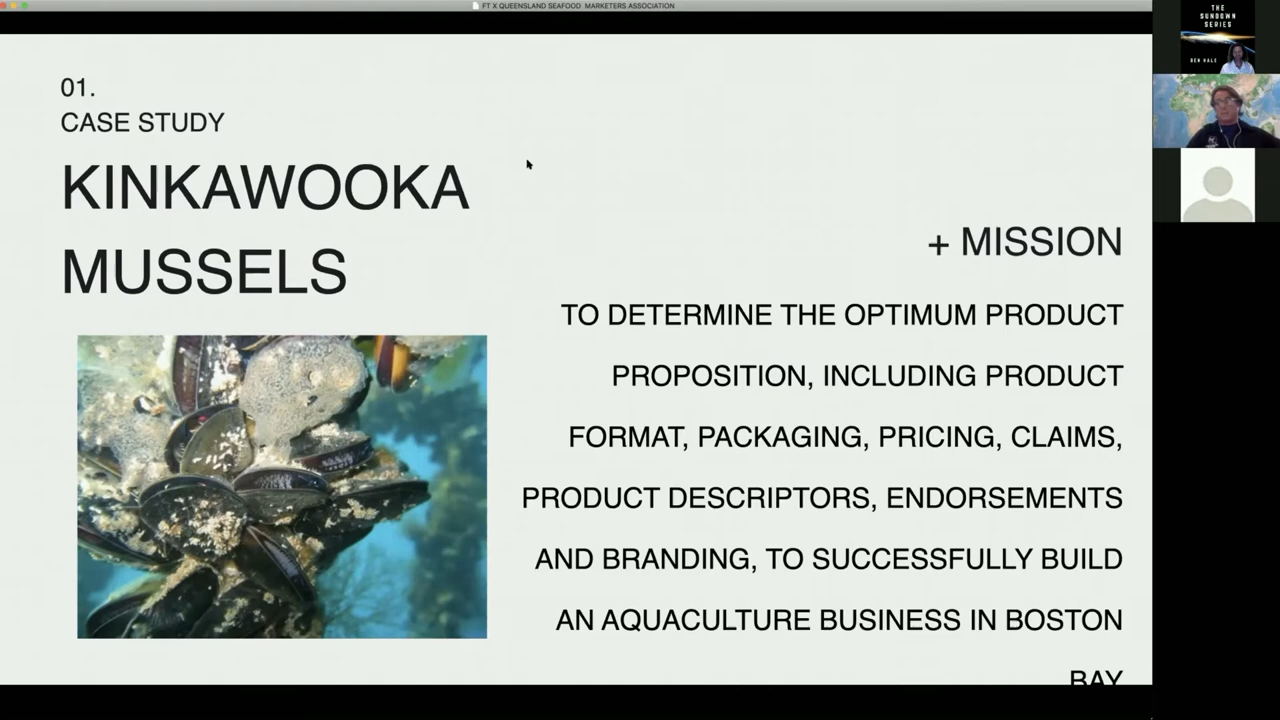 FT X QUEENSLAND SEAFOOD MARKETERS ASSOCIATION
01.
CASE STUDY
KINKAWOOKA
MUSSELS
+ MISSION
TO DETERMINE THE OPTIMUM PRODUCT
PROPOSITION, INCLUDING PRODUCT
FORMAT, PACKAGING, PRICING, CLAIMS,
PRODUCT DESCRIPTORS, ENDORSEMENTS
AND BRANDING, TO SUCCESSFULLY BUILD
AN AQUACULTURE BUSINESS IN BOSTON
BAY
THE
SUNDOWN
SERIES
BEN HALE